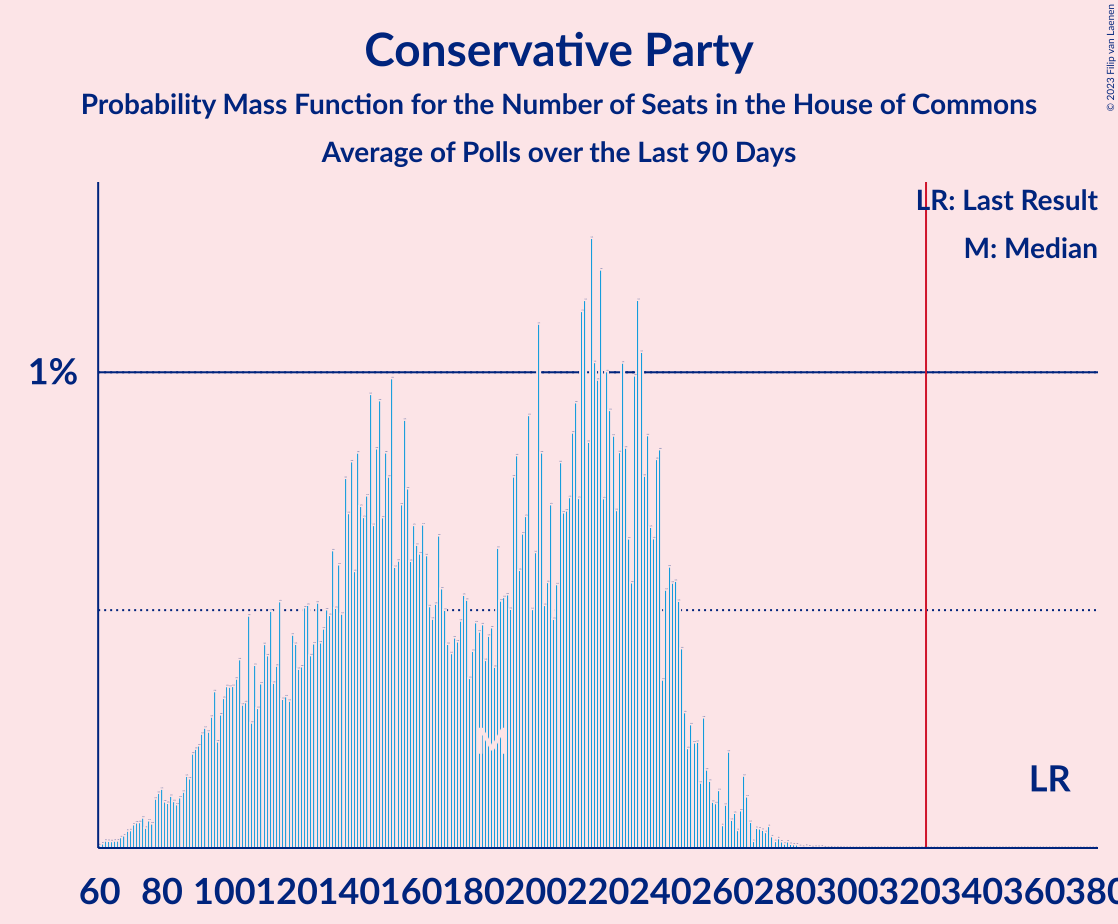 Conservative Party
Probability Mass Function for the Number of Seats in the House of Commons
Average of Polls over the Last 90 Days
© 2023 Filip van Laenen
LR: Last Result
M: Median
1%
M
LR
60 80 100 120 140 160 180 200 220 240 260 280 300 320 340 360 380